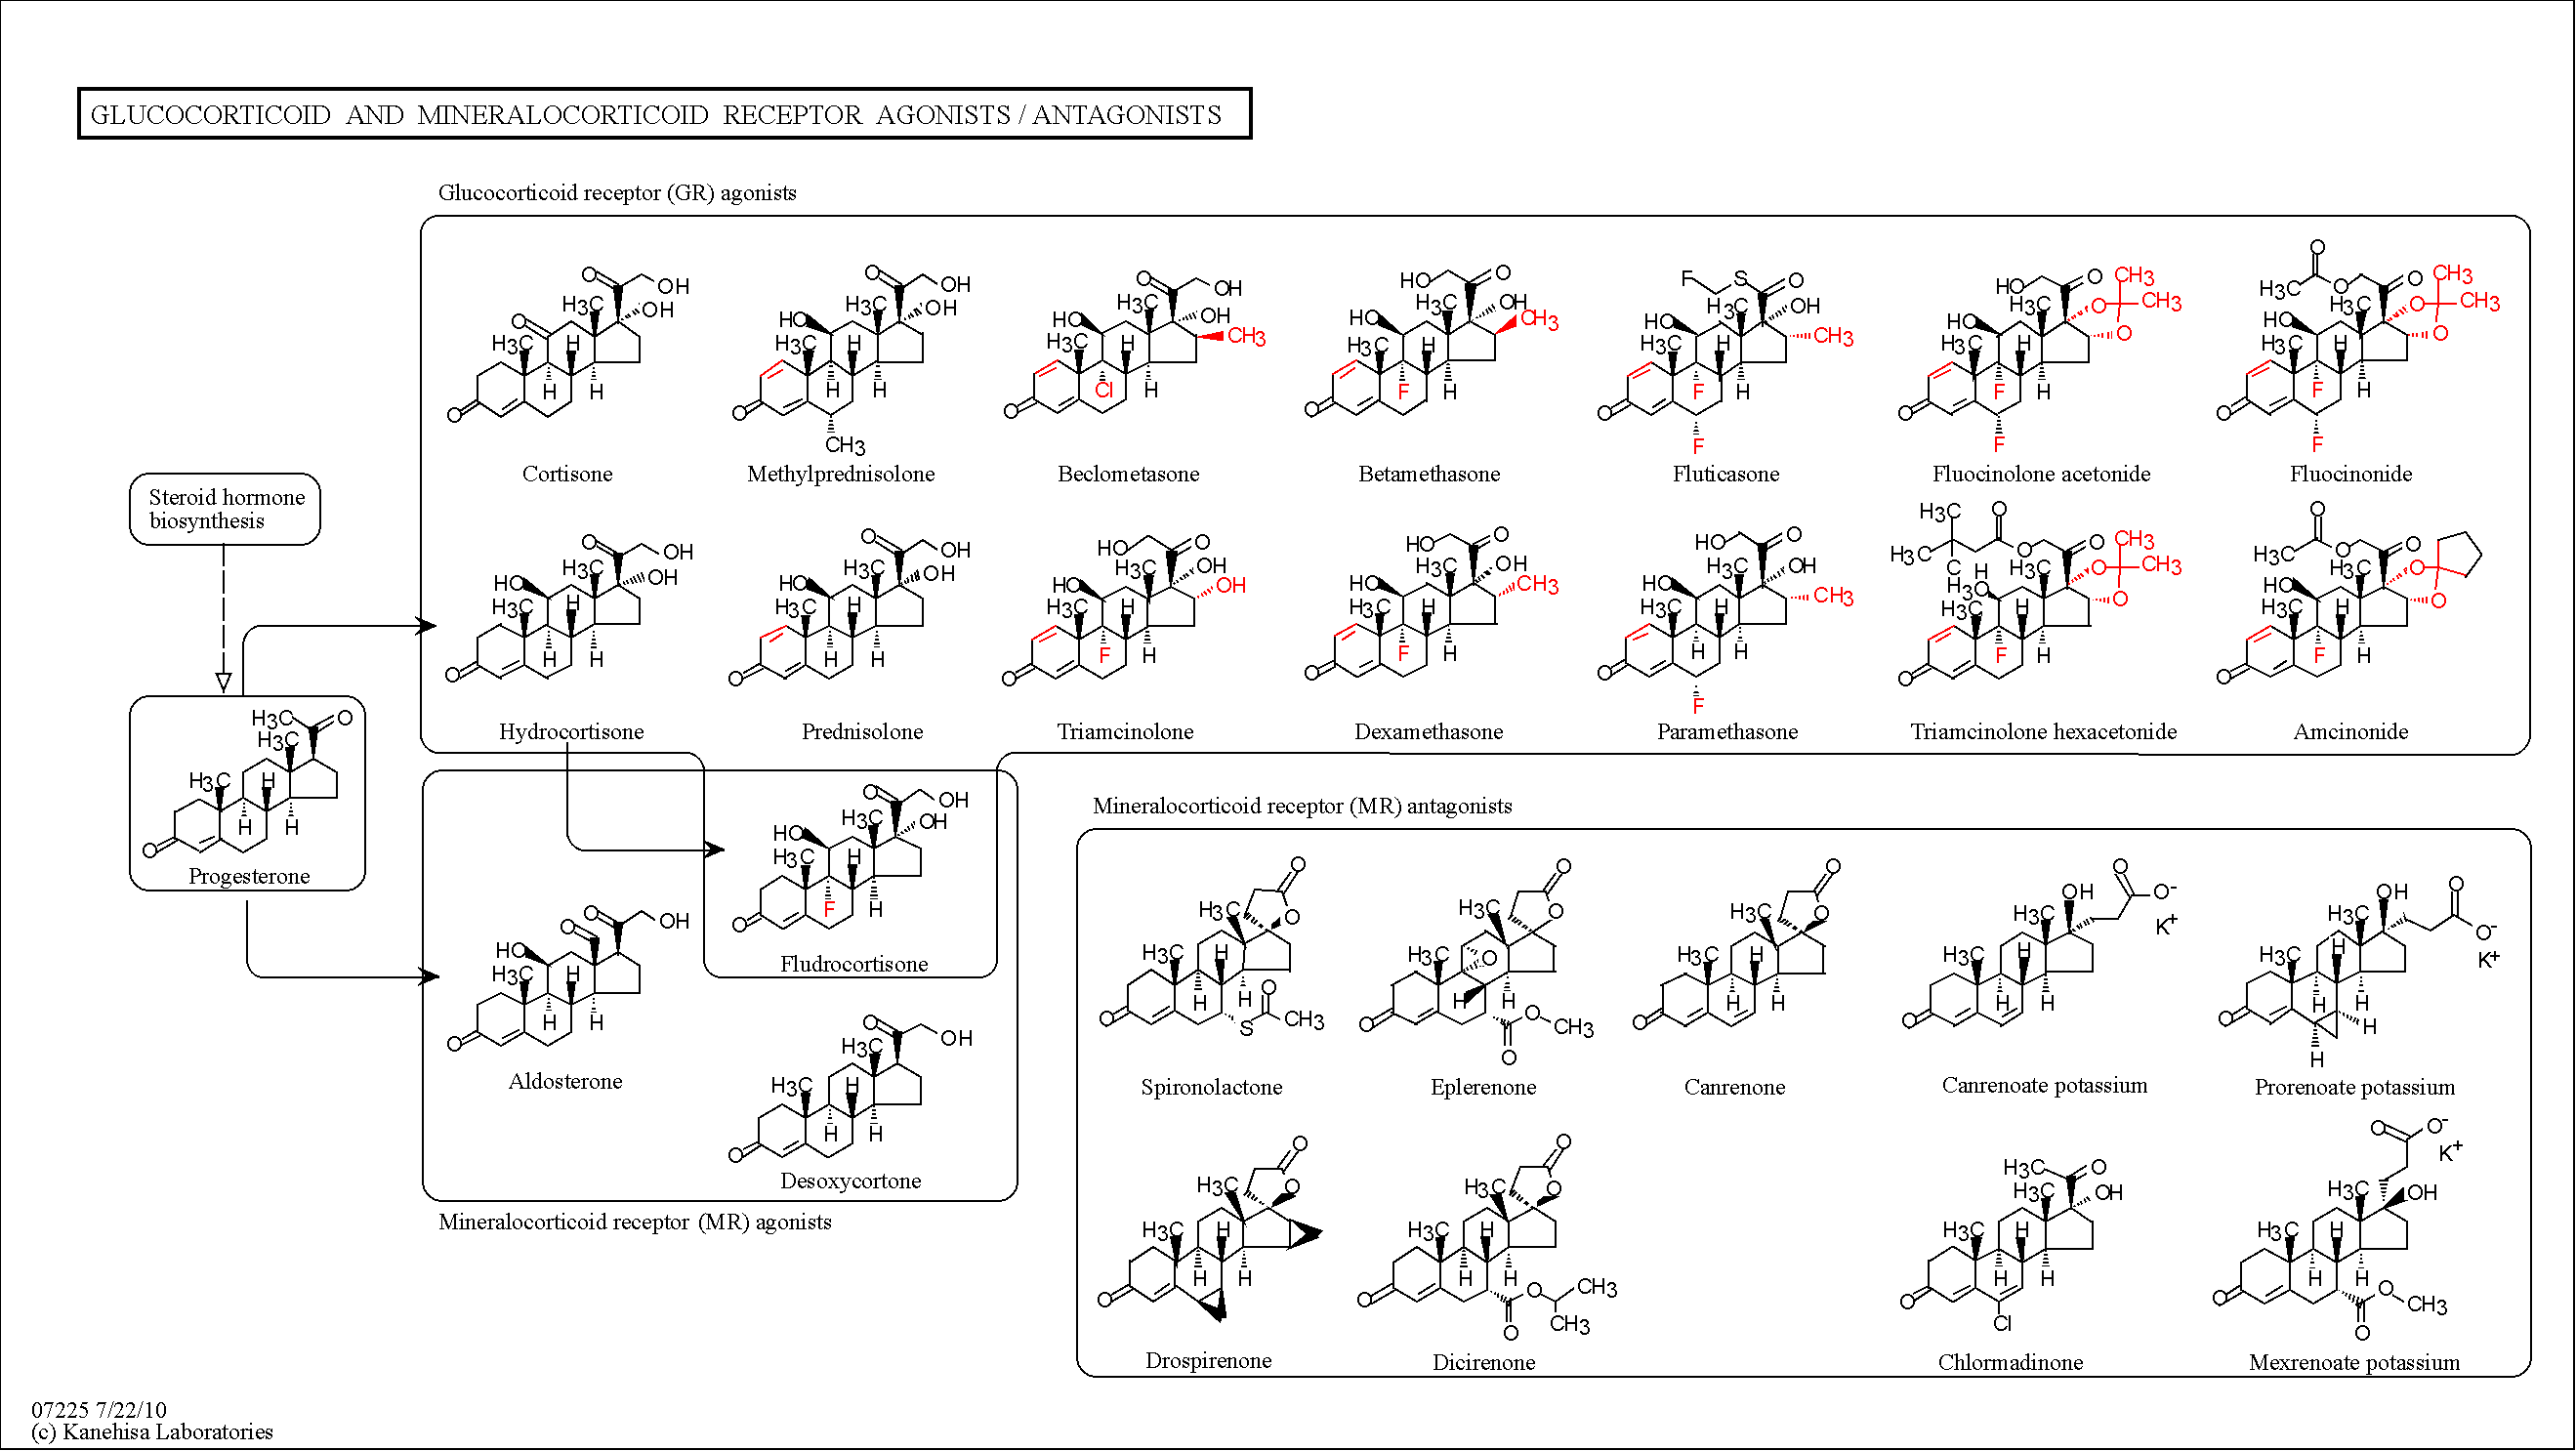 GLUCOCORTICOID AND MINERALOCORTICOID RECEPTOR AGONISTS / ANTAGONISTS
Glucocorticoid receptor (GR) agonists
Cortisone
Methylprednisolone
Beclometasone
Betamethasone
Fluticasone
Fluocinolone acetonide
Fluocinonide
Steroid hormone
biosynthesis
Hydrocortisone
Prednisolone
Triamcinolone
Dexamethasone
Paramethasone
Triamcinolone hexacetonide
Amcinonide
Progesterone
Fludrocortisone
Aldosterone
Desoxycortone
Mineralocorticoid receptor (MR) agonists
Mineralocorticoid receptor (MR) antagonists
Spironolactone
Eplerenone
Canrenone
Canrenoate potassium
Prorenoate potassium
Drospirenone
Dicirenone
Chlormadinone
Mexrenoate potassium
07225 7/22/10
(c) Kanehisa Laboratories